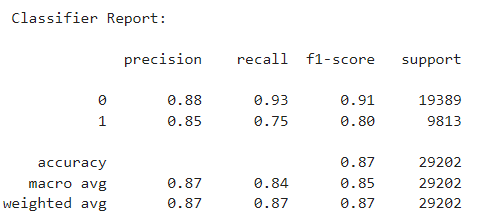 Classifier Report:
precision recall f1-score support
0 0.88 0.93 0.91 19389
1 0.85 0.75 0.80 9813
accuracy 0.87 29202
macro avg 0.87 0.84 0.85 29202
weighted avg 0.87 0.87 0.87 29202